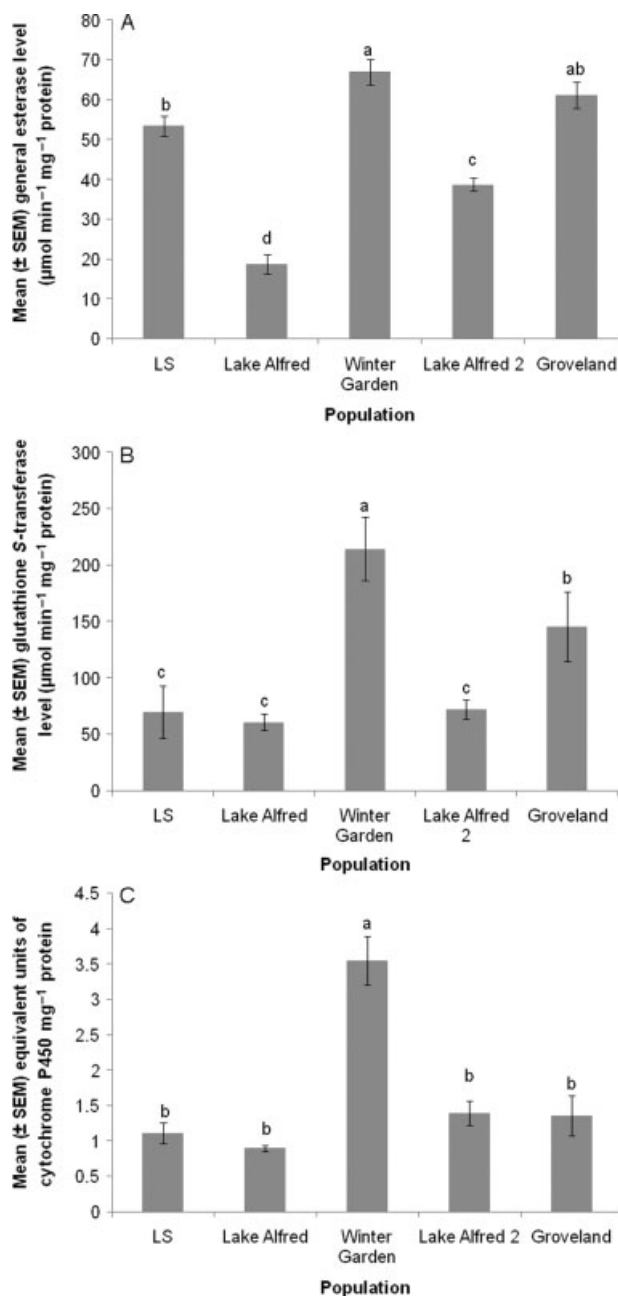 A
Mean (± SEM) general esterase level
(µmol min⁻¹ mg⁻¹ protein)
80
70
60
50
40
30
20
10
0
b
d
a
c
ab
LS
Lake Alfred
Winter
Garden
Lake Alfred 2
Groveland
Population
B
Mean (± SEM) glutathione S-transferase
level (µmol min⁻¹ mg⁻¹ protein)
300
250
200
150
100
50
0
c
c
a
c
b
LS
Lake Alfred
Winter
Garden
Lake Alfred
2
Groveland
Population
C
Mean (± SEM) equivalent units of
cytochrome P450 mg⁻¹ protein
4.5
4
3.5
3
2.5
2
1.5
1
0.5
0
b
b
a
b
b
LS
Lake Alfred
Winter
Garden
Lake Alfred 2
Groveland
Population